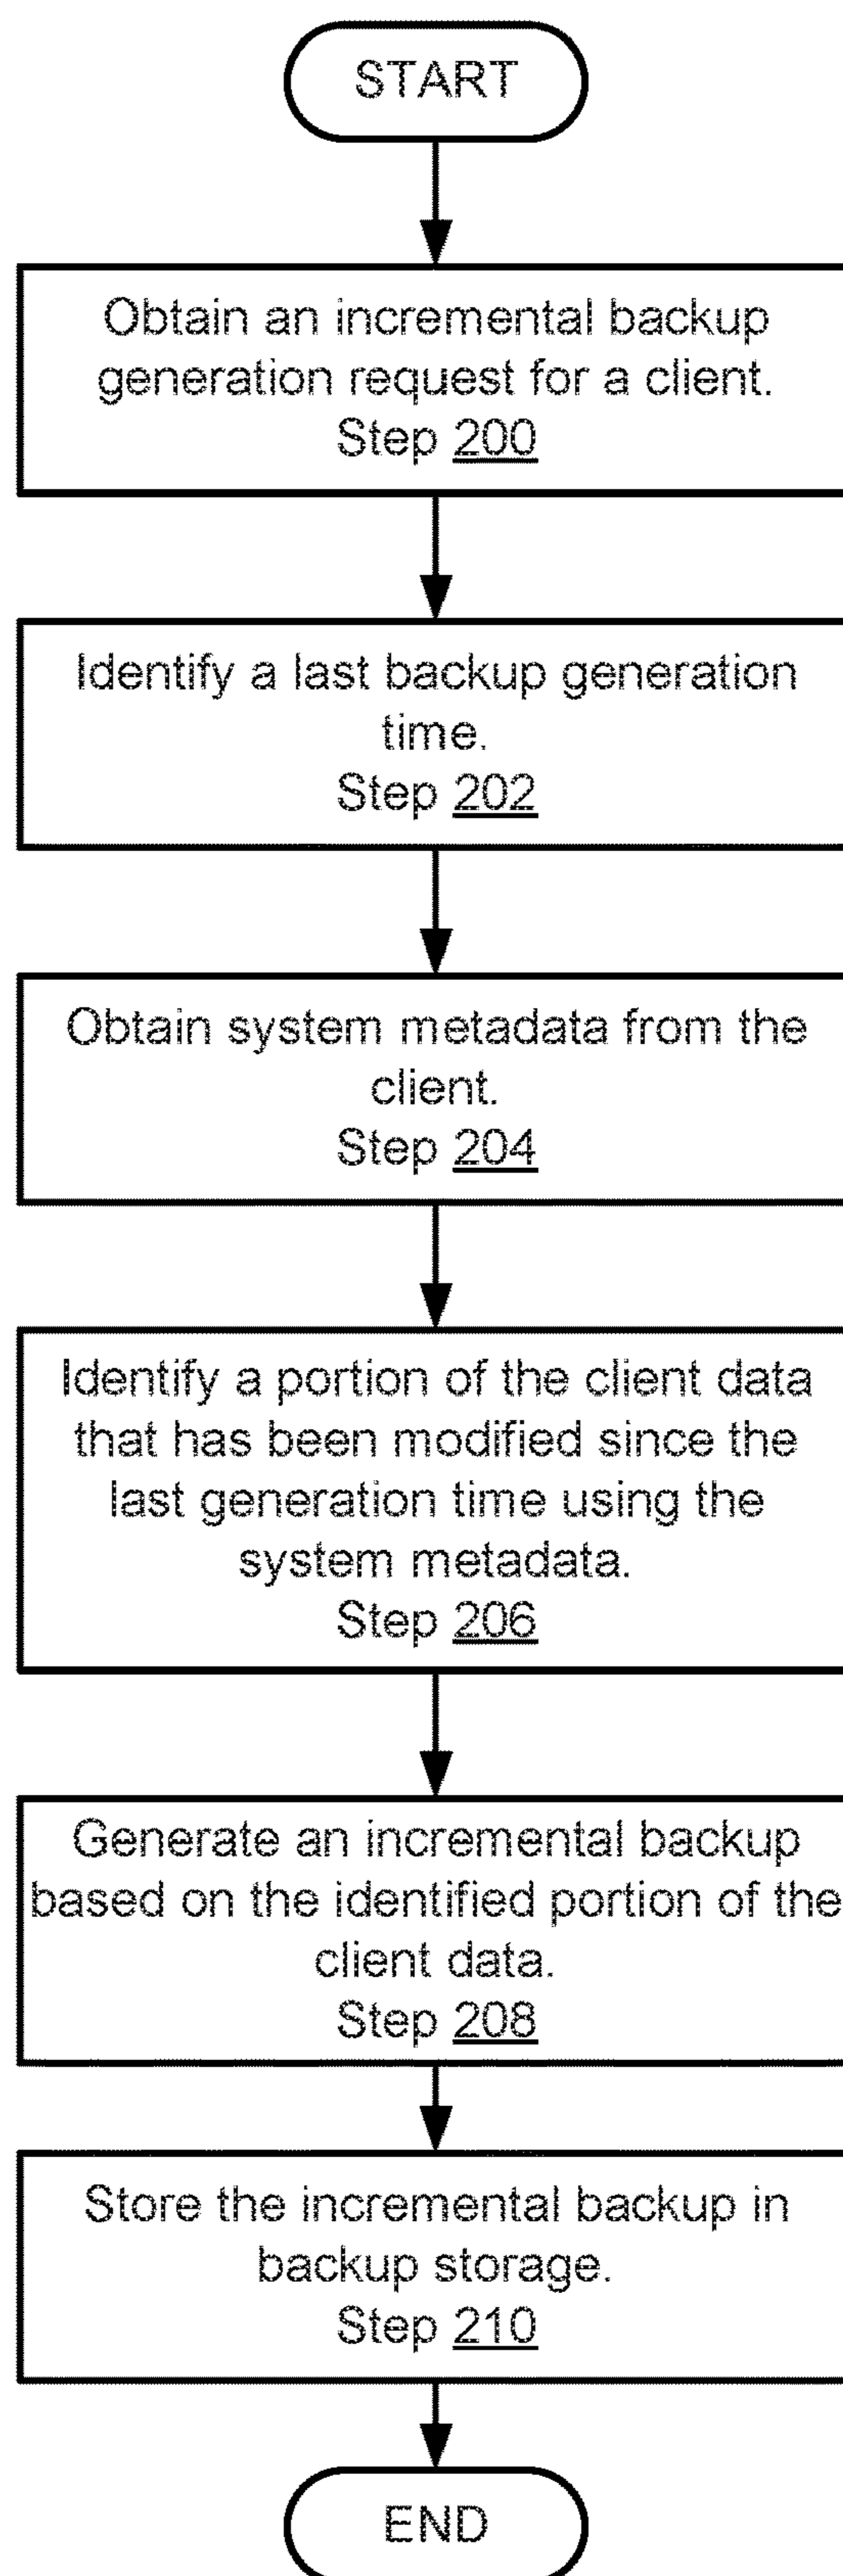 START
Obtain an incremental backup
generation request for a client.
Step 200
Identify a last backup generation
time.
Step 202
Obtain system metadata from the
client.
Step 204
Identify a portion of the client data
that has been modified since the
last generation time using the
system metadata.
Step 206
Generate an incremental backup
based on the identified portion of the
client data.
Step 208
Store the incremental backup in
backup storage.
Step 210
END